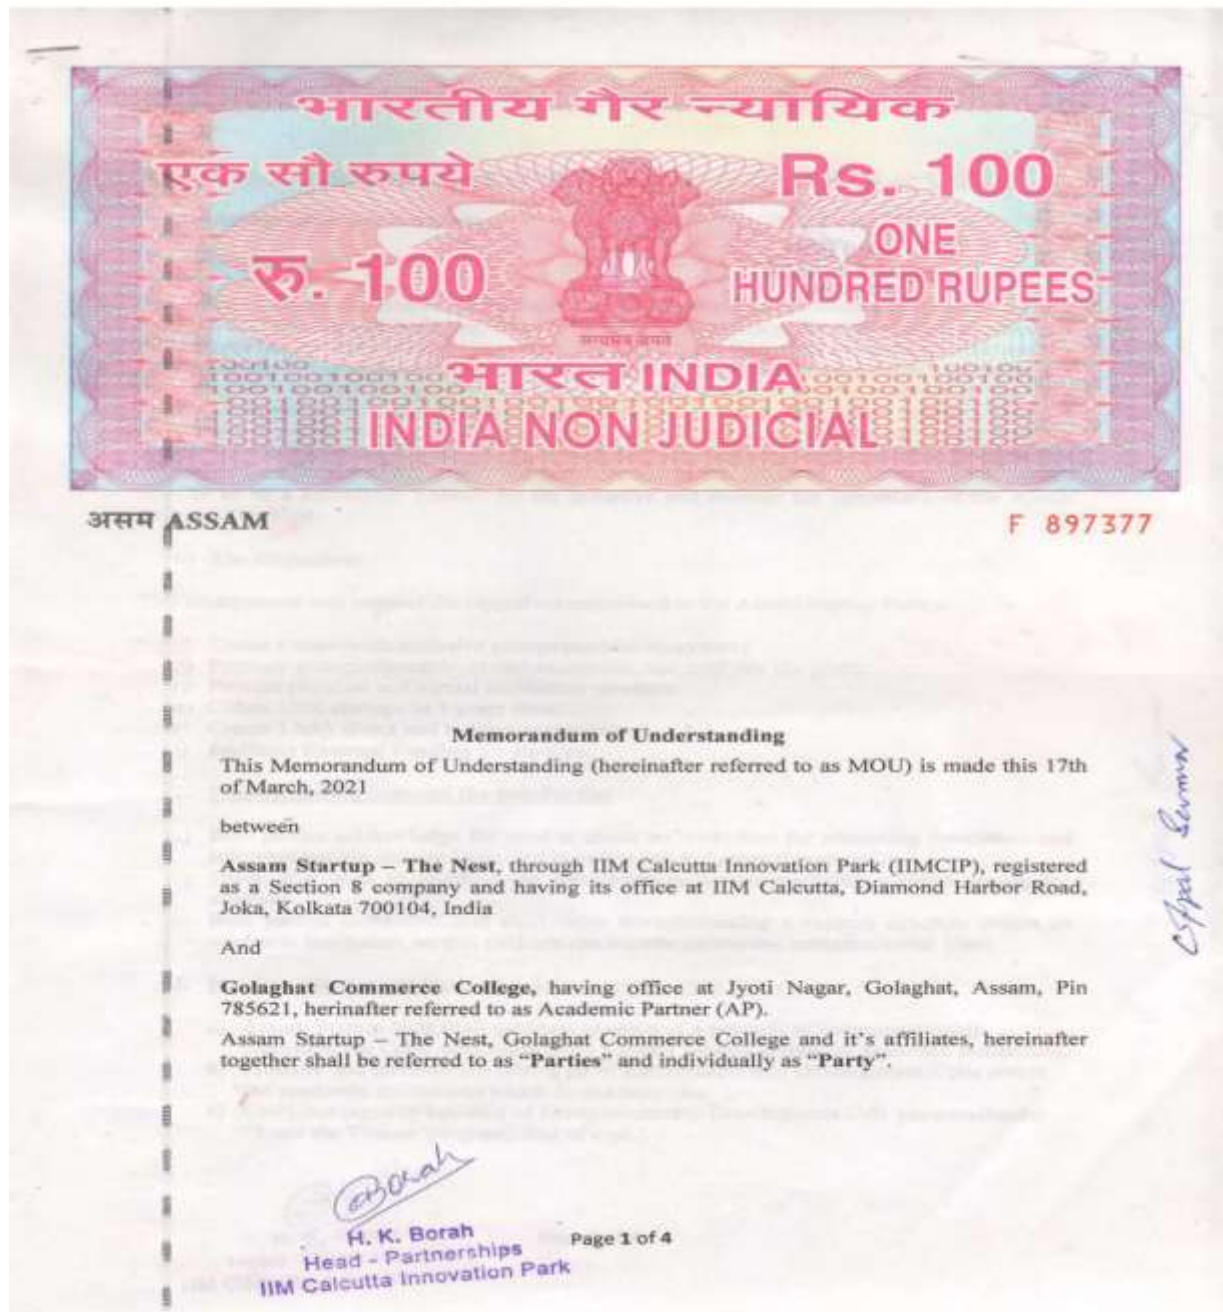 भारतीय गैर न्यायिक
एक सौ रुपये
Rs. 100
रु. 100
ONE
HUNDRED RUPEES
सत्यमेव जयते
भारत INDIA
INDIA NON JUDICIAL
असम ASSAM
F 897377
Memorandum of Understanding
This Memorandum of Understanding (hereinafter referred to as MOU) is made this 17th
of March, 2021
between
Assam Startup – The Nest, through IIM Calcutta Innovation Park (IIMCIP), registered
as a Section 8 company and having its office at IIM Calcutta, Diamond Harbor Road,
Joka, Kolkata 700104, India
And
Golaghat Commerce College, having office at Jyoti Nagar, Golaghat, Assam, Pin
785621, herinafter referred to as Academic Partner (AP).
Assam Startup – The Nest, Golaghat Commerce College and it's affiliates, hereinafter
together shall be referred to as “Parties” and individually as “Party”.
Borah
H. K. Borah
Head - Partnerships
IIM Calcutta Innovation Park
Page 1 of 4